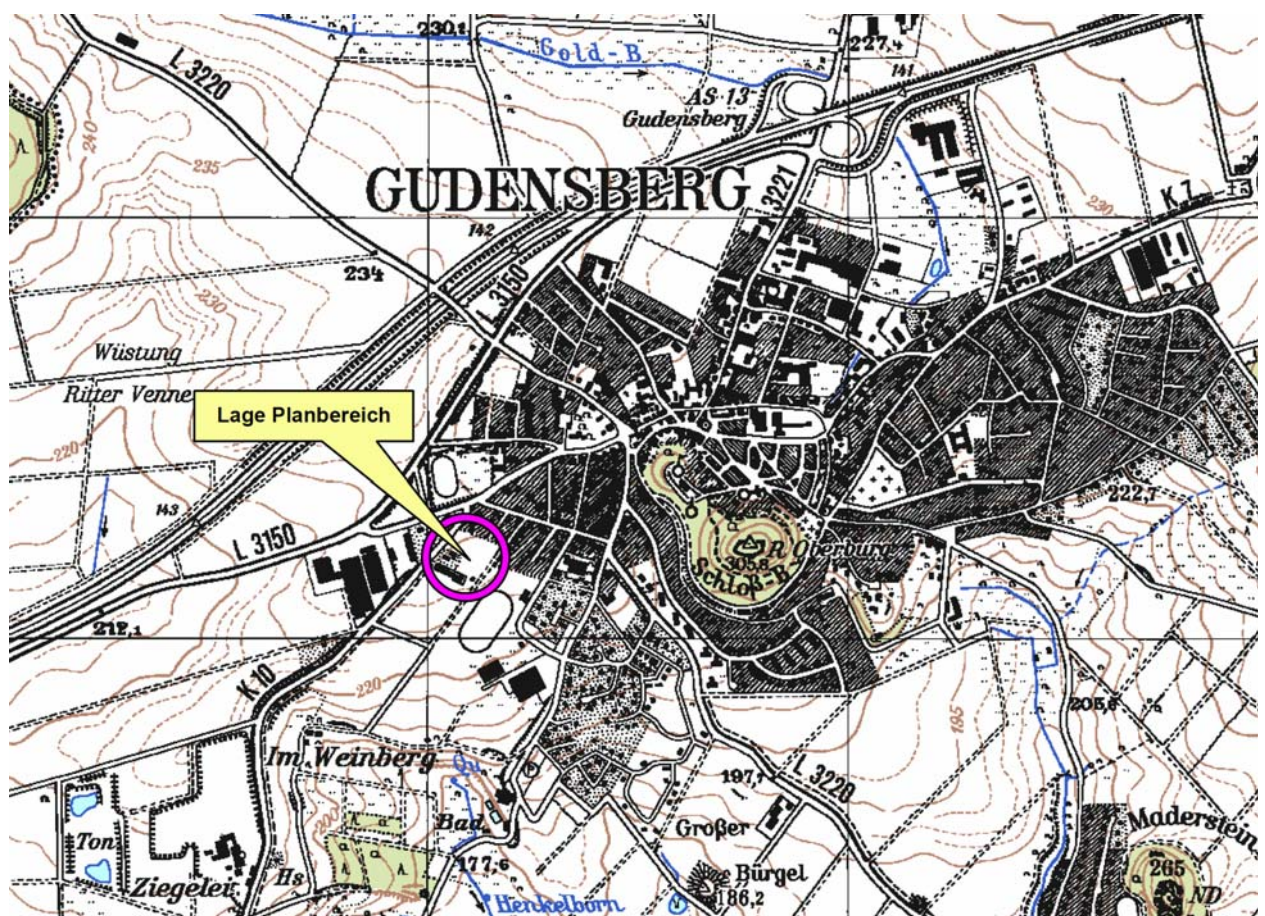 230,1
Gold-B.
227,4
141
L 3220
AS 13
Gudensberg
240
235
GUDENSBERG
L 3221
K 7
230
142
234
L 3150
230
Wüstung
Ritter Venne
Lage Planbereich
220
143
L 3150
222,7
R. Oberburg
305,8
Schloß-B.
212,1
K 10
220
195
205,6
Im Weinberg
Qu
197,1
L 3220
200
Großer
Maderstein
Ton
Bad
177,6
Ziegelei
Hs
Bürgel
186,2
265
ND
Henkelborn